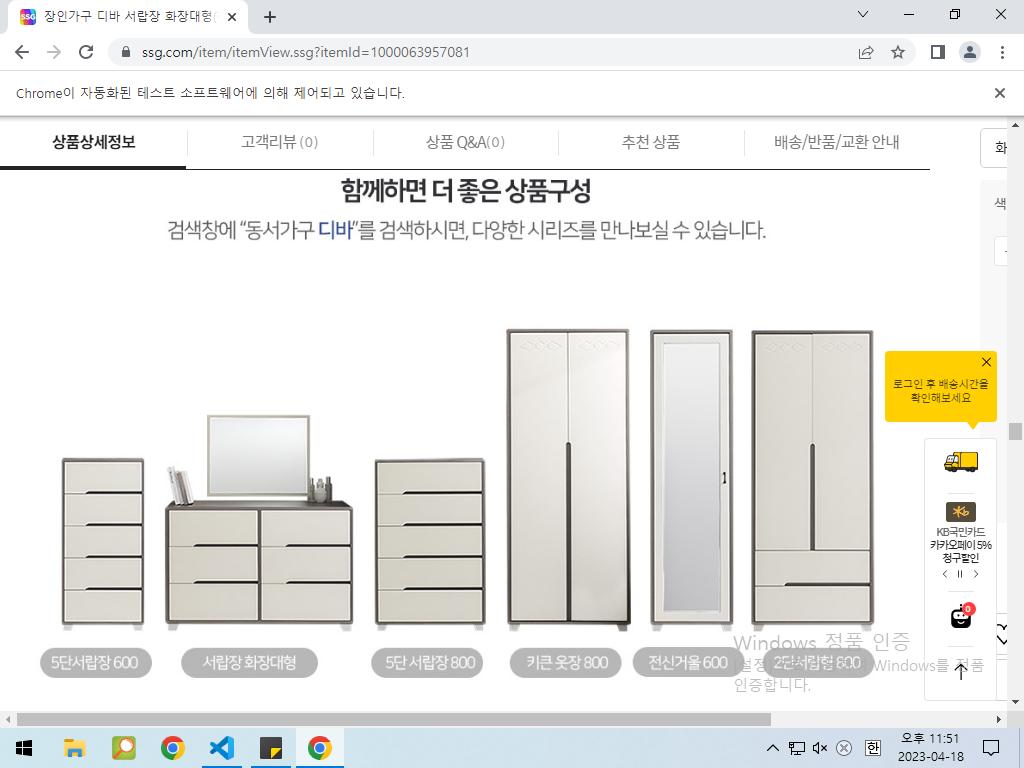 장인가구 디바 서랍장 화장대형
ssg.com/item/itemView.ssg?itemId=1000063957081
Chrome이 자동화된 테스트 소프트웨어에 의해 제어되고 있습니다.
상품상세정보
고객리뷰 (0)
상품 Q&A(0)
추천 상품
배송/반품/교환 안내
함께하면 더 좋은 상품구성
색
검색창에 “동서가구 디바”를 검색하시면, 다양한 시리즈를 만나보실 수 있습니다.
로그인 후 배송시간을
확인해보세요
KB국민카드
카카오페이 5%
청구할인
0
5단서랍장 600
서랍장 화장대형
5단 서랍장 800
키큰 옷장 800
전신거울 600
2단서랍형 800
Windows 정품 인증
Windows를 정품
인증합니다.
한
오후 11:51
2023-04-18